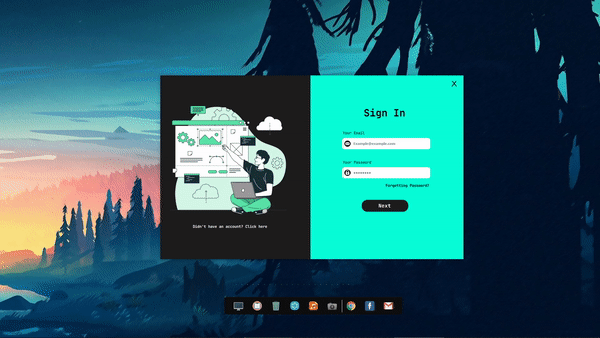 X
Sign In
Your Email
Example@example.com
Your Password
********
Forgetting Password?
Next
Didn't have an account? Click here